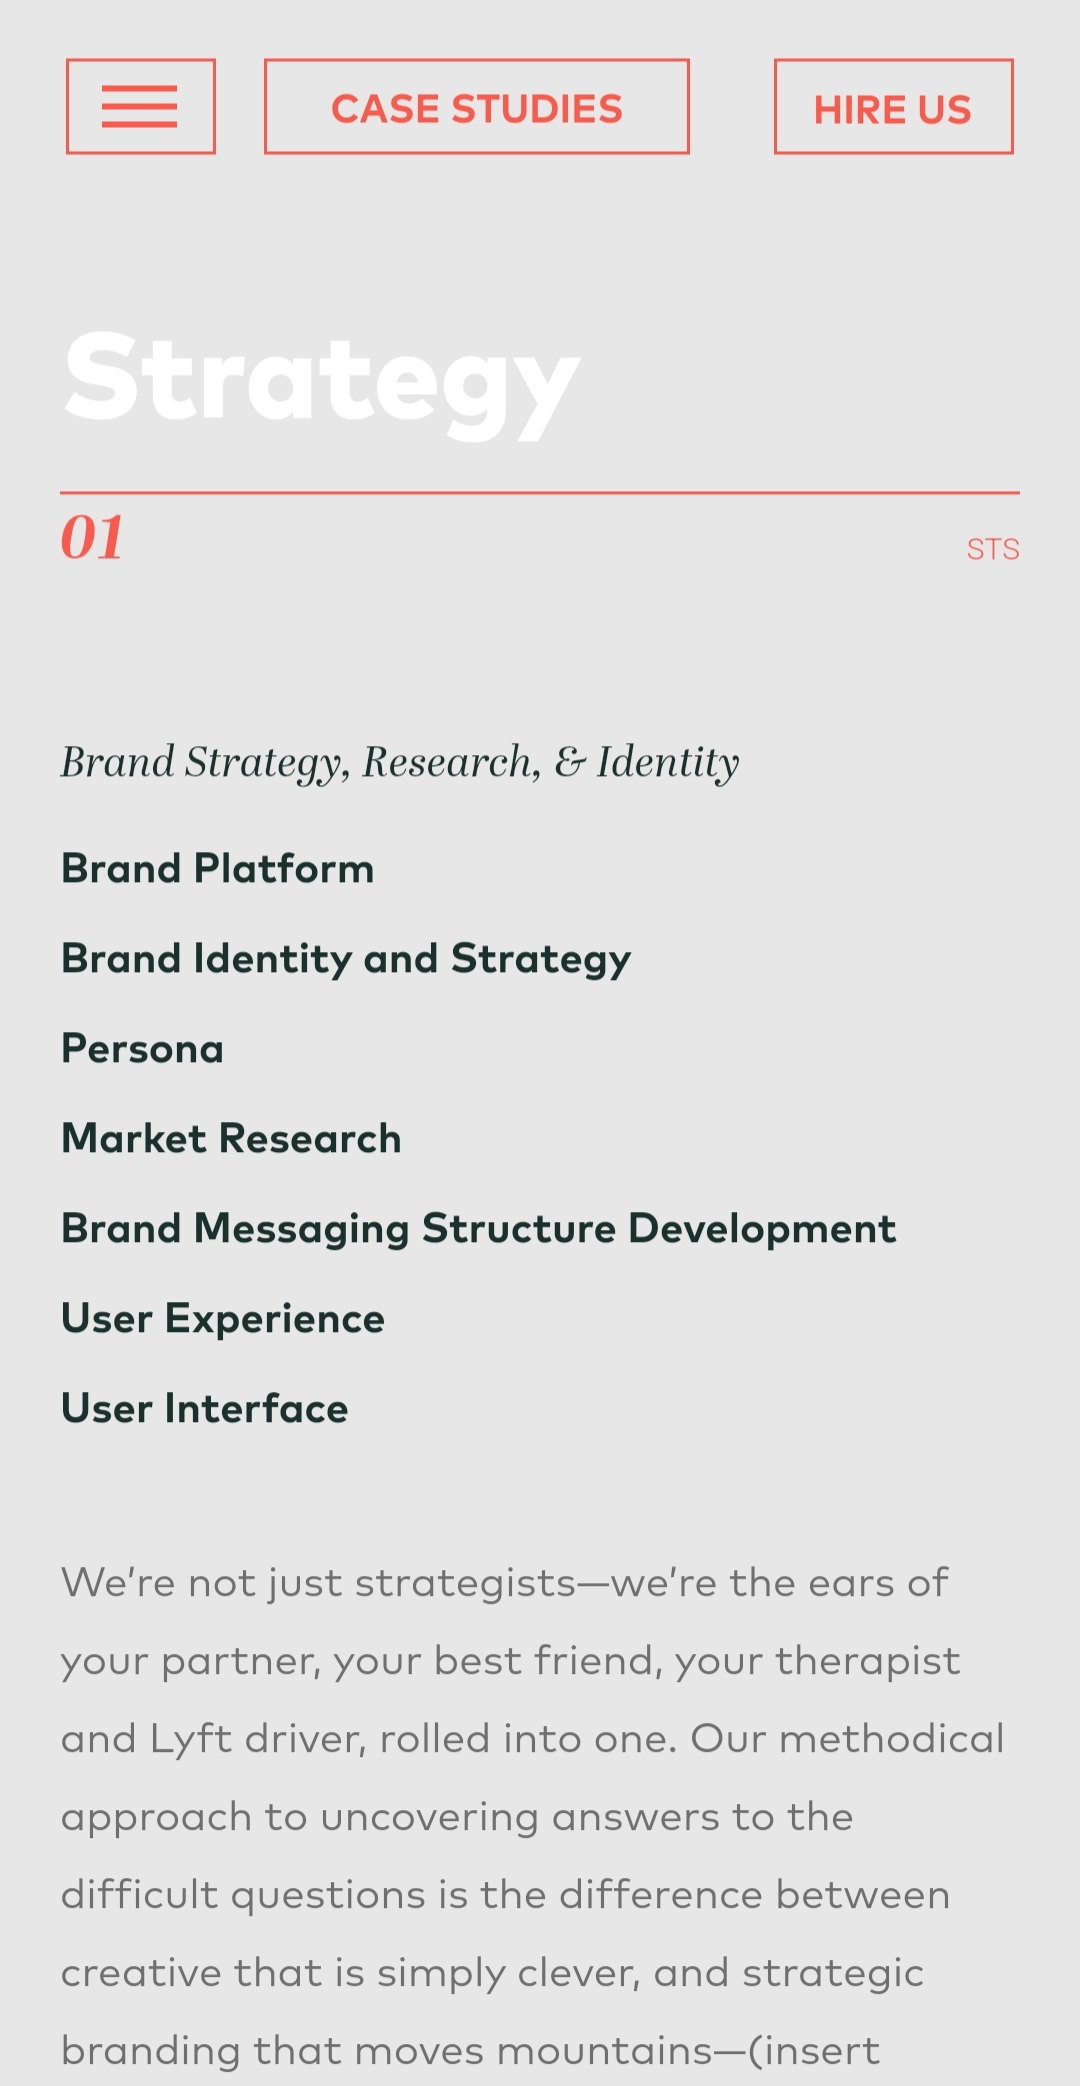 CASE STUDIES
HIRE US
Strategy
01
STS
Brand Strategy, Research, & Identity
Brand Platform
Brand Identity and Strategy
Persona
Market Research
Brand Messaging Structure Development
User Experience
User Interface
We’re not just strategists—we’re the ears of
your partner, your best friend, your therapist
and Lyft driver, rolled into one. Our methodical
approach to uncovering answers to the
difficult questions is the difference between
creative that is simply clever, and strategic
branding that moves mountains—(insert